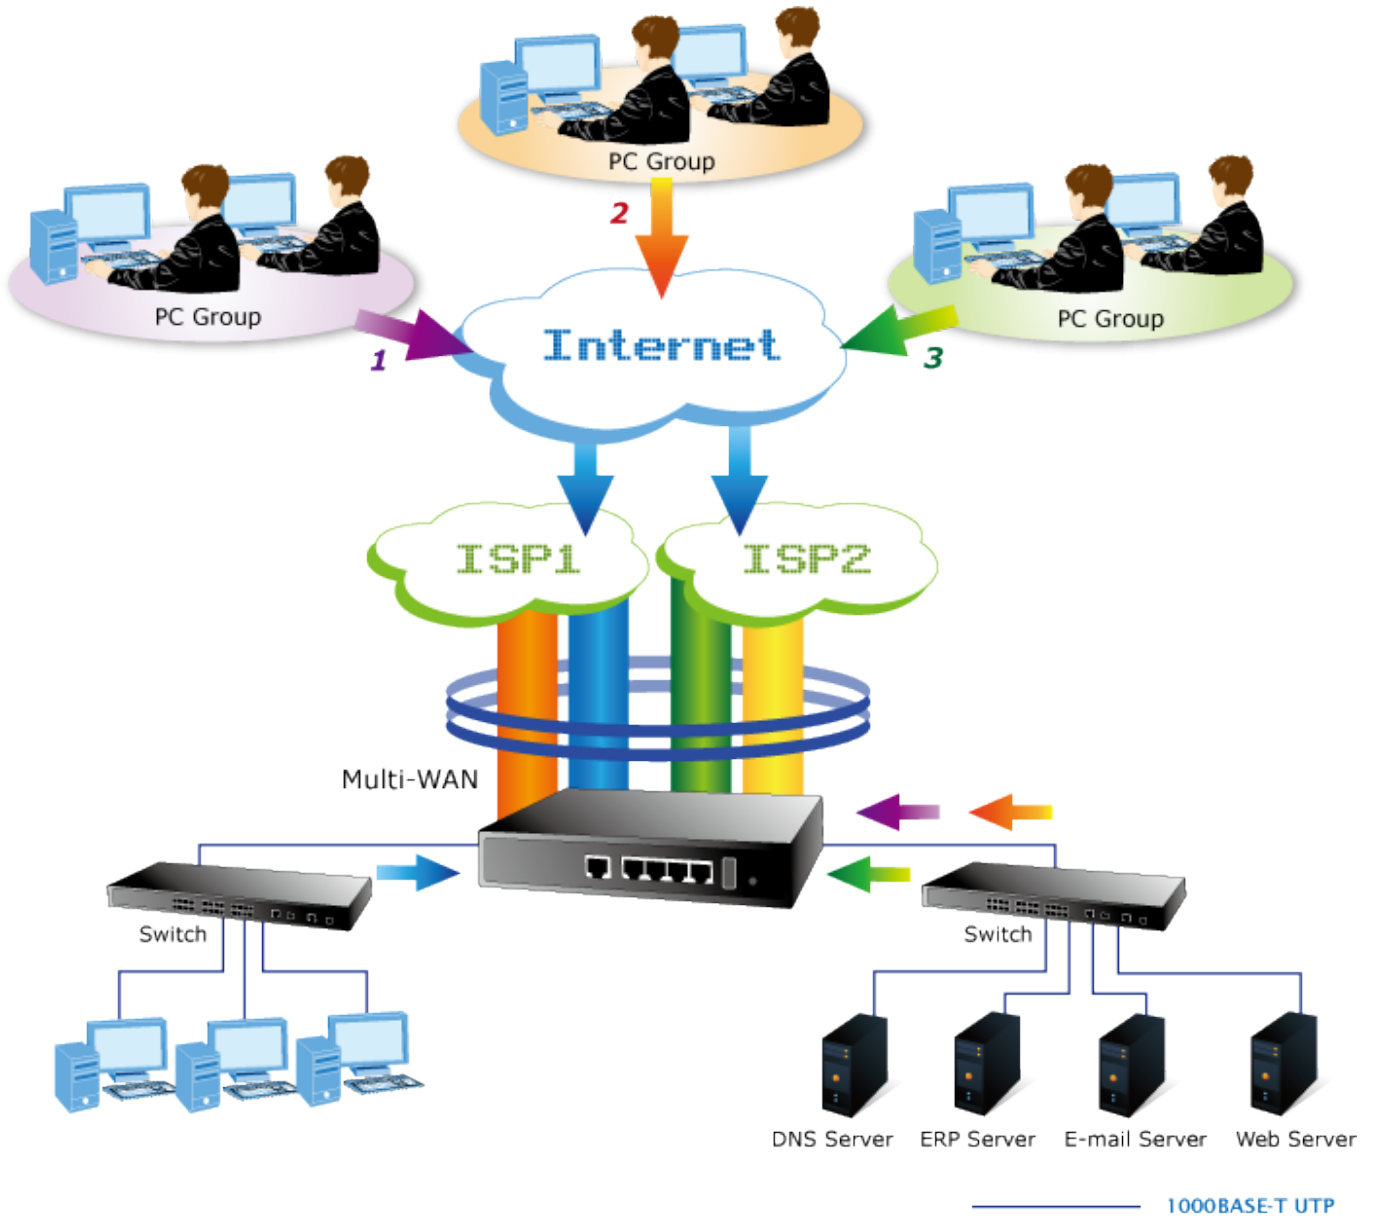 PC Group
2
PC Group
PC Group
1
Internet
3
ISP1
ISP2
Multi-WAN
Switch
Switch
DNS Server
ERP Server
E-mail Server
Web Server
1000BASE-T UTP